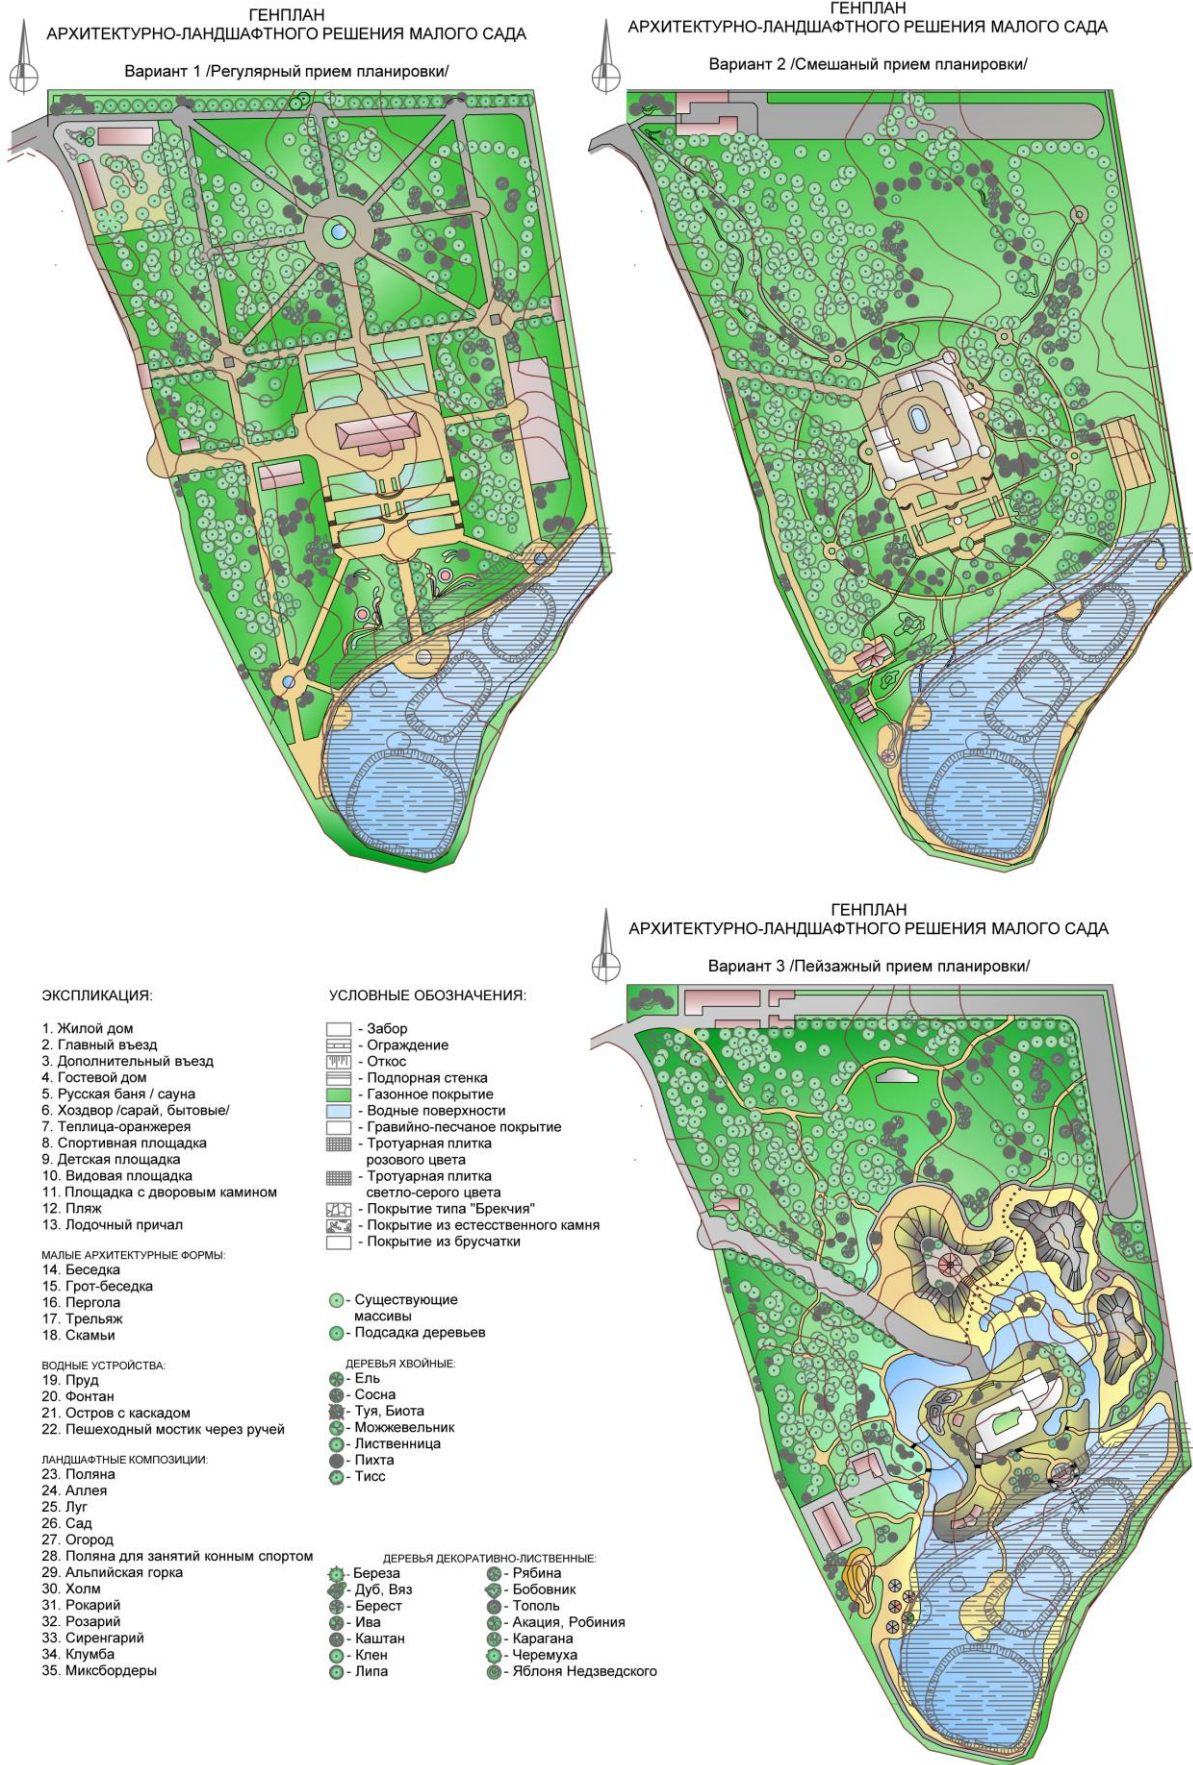 ГЕНПЛАН
АРХИТЕКТУРНО-ЛАНДШАФТНОГО РЕШЕНИЯ МАЛОГО САДА
Вариант 1 /Регулярный прием планировки/
ГЕНПЛАН
АРХИТЕКТУРНО-ЛАНДШАФТНОГО РЕШЕНИЯ МАЛОГО САДА
Вариант 2 /Смешаный прием планировки/
ГЕНПЛАН
АРХИТЕКТУРНО-ЛАНДШАФТНОГО РЕШЕНИЯ МАЛОГО САДА
Вариант 3 /Пейзажный прием планировки/
ЭКСПЛИКАЦИЯ:
1. Жилой дом
2. Главный въезд
3. Дополнительный въезд
4. Гостевой дом
5. Русская баня / сауна
6. Хоздвор /сарай, бытовые/
7. Теплица-оранжерея
8. Спортивная площадка
9. Детская площадка
10. Видовая площадка
11. Площадка с дворовым камином
12. Пляж
13. Лодочный причал
МАЛЫЕ АРХИТЕКТУРНЫЕ ФОРМЫ:
14. Беседка
15. Грот-беседка
16. Пергола
17. Трельяж
18. Скамьи
ВОДНЫЕ УСТРОЙСТВА:
19. Пруд
20. Фонтан
21. Остров с каскадом
22. Пешеходный мостик через ручей
ЛАНДШАФТНЫЕ КОМПОЗИЦИИ:
23. Поляна
24. Аллея
25. Луг
26. Сад
27. Огород
28. Поляна для занятий конным спортом
29. Альпийская горка
30. Холм
31. Рокарий
32. Розарий
33. Сиренгарий
34. Клумба
35. Миксбордеры
УСЛОВНЫЕ ОБОЗНАЧЕНИЯ:
- Забор
- Ограждение
- Откос
- Подпорная стенка
- Газонное покрытие
- Водные поверхности
- Гравийно-песчаное покрытие
- Тротуарная плитка
розового цвета
- Тротуарная плитка
светло-серого цвета
- Покрытие типа "Брекчия"
- Покрытие из естесственного камня
- Покрытие из брусчатки
- Существующие
массивы
- Подсадка деревьев
ДЕРЕВЬЯ ХВОЙНЫЕ:
- Ель
- Сосна
- Туя, Биота
- Можжевельник
- Лиственница
- Пихта
- Тисс
ДЕРЕВЬЯ ДЕКОРАТИВНО-ЛИСТВЕННЫЕ:
- Береза
- Дуб, Вяз
- Берест
- Ива
- Каштан
- Клен
- Липа
- Рябина
- Бобовник
- Тополь
- Акация, Робиния
- Карагана
- Черемуха
- Яблоня Недзведского